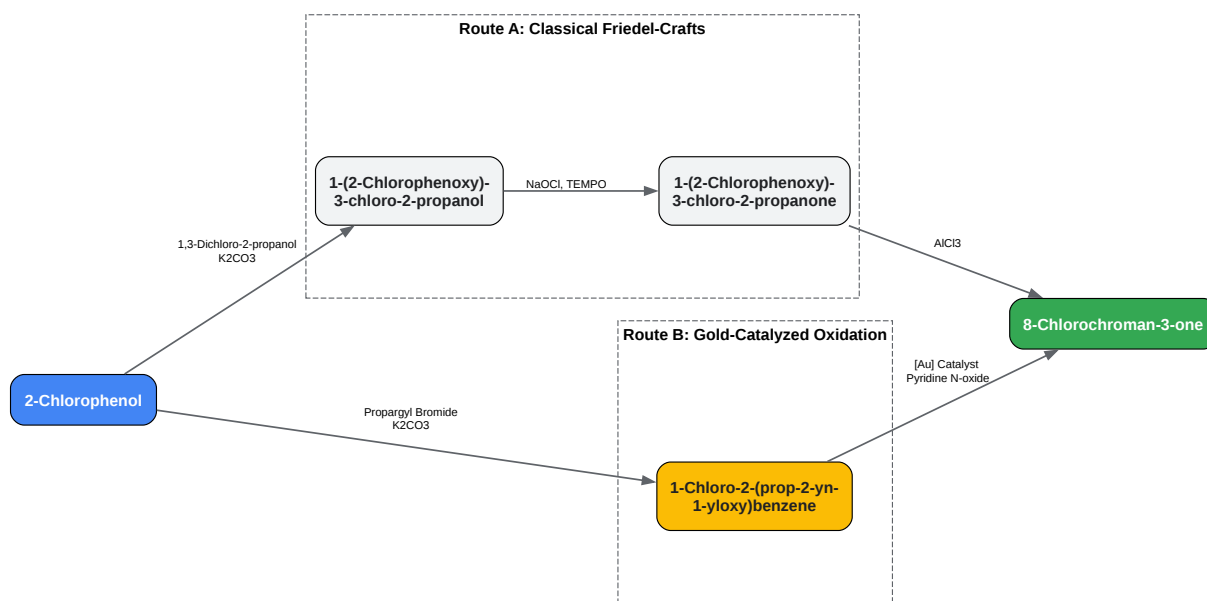 Route A: Classical Friedel-Crafts
1-(2-Chlorophenoxy)-
3-chloro-2-propanol
NaOCl, TEMPO
1-(2-Chlorophenoxy)-
3-chloro-2-propanone
1,3-Dichloro-2-propanol
K2CO3
AlCl3
8-Chlorochroman-3-one
Route B: Gold-Catalyzed Oxidation
[Au] Catalyst
Pyridine N-oxide
2-Chlorophenol
Propargyl Bromide
K2CO3
1-Chloro-2-(prop-2-yn-
1-yloxy)benzene